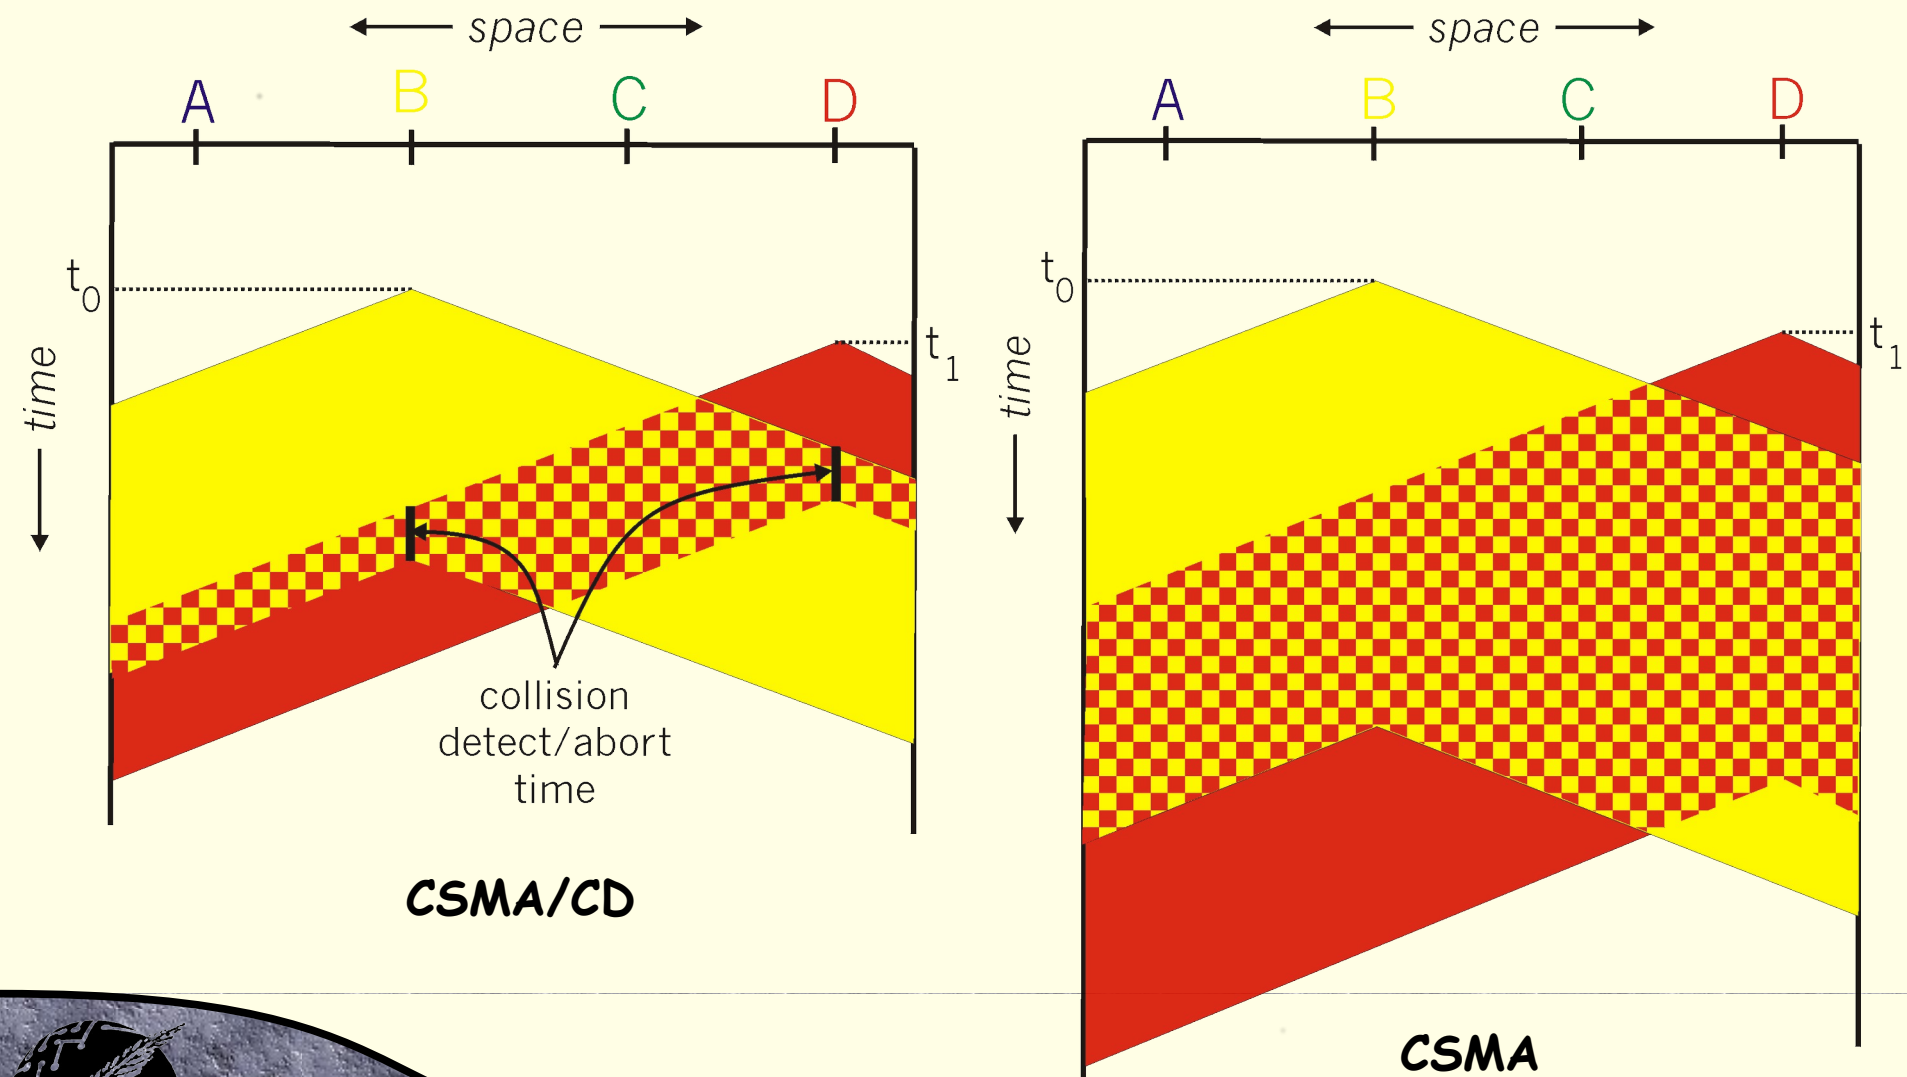 space
A B C D
t0
t1
time
collision
detect/abort
time
CSMA/CD
space
A B C D
t0
t1
time
CSMA